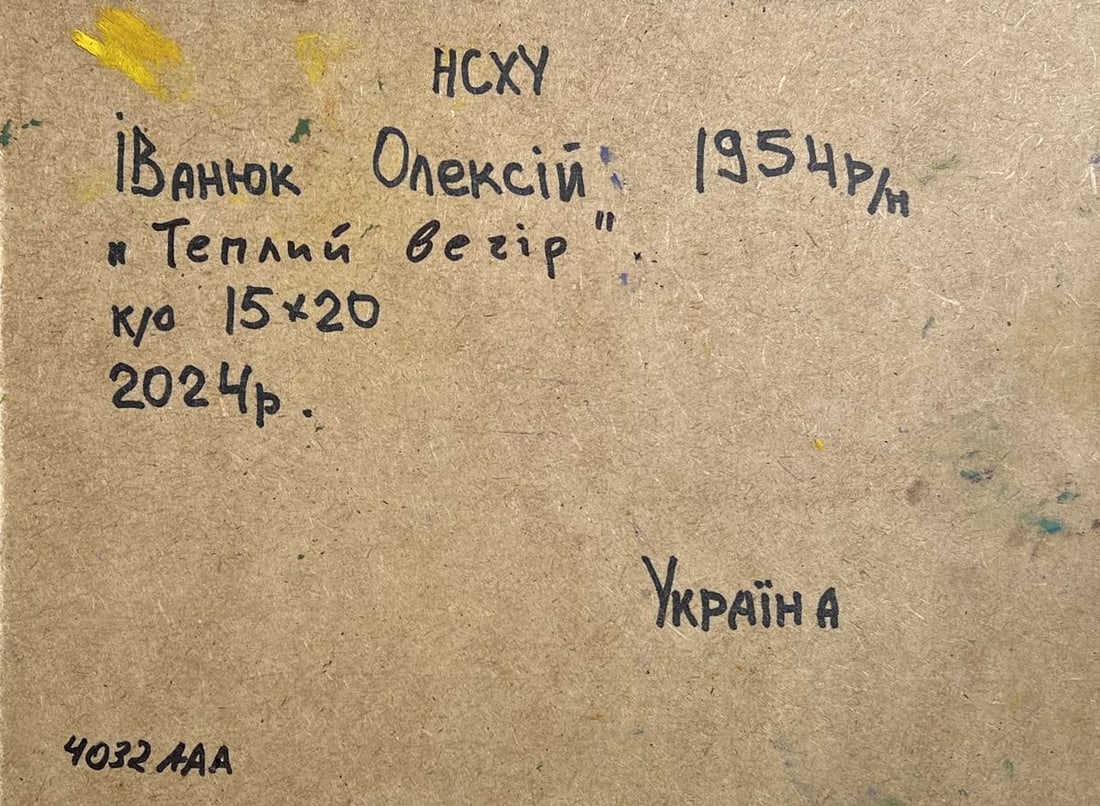 НСХУ
Іванюк Олексій 1954р/н
„Теплий вечір".
к/о 15×20
2024р.
Україна
4032 ААА